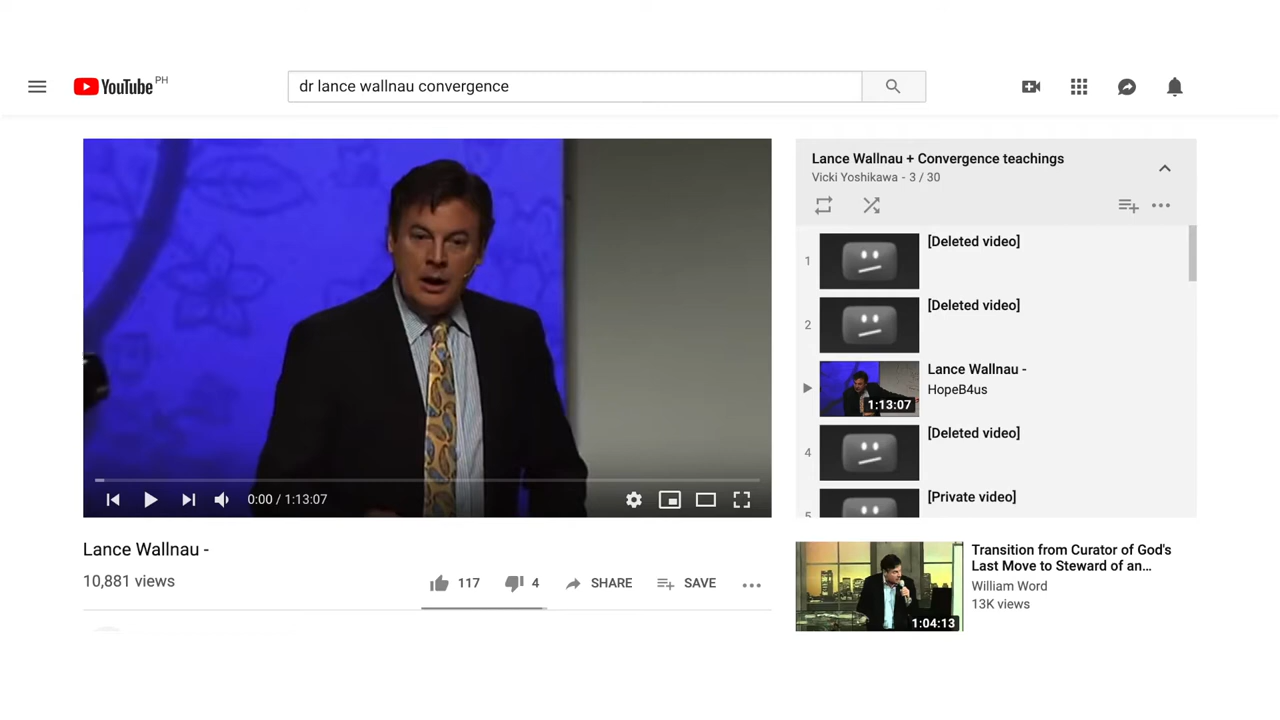 YouTube PH
dr lance wallnau convergence
Lance Wallnau + Convergence teachings
Vicki Yoshikawa - 3 / 30
1
[Deleted video]
2
[Deleted video]
Lance Wallnau -
HopeB4us
1:13:07
4
[Deleted video]
5
[Private video]
0:00 / 1:13:07
Lance Wallnau -
10,881 views
117
4
SHARE
SAVE
Transition from Curator of God's
Last Move to Steward of an...
William Word
13K views
1:04:13